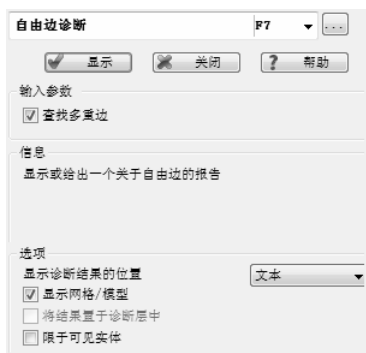 自由边诊断 F7 ...
显示 关闭 ? 帮助
输入参数
查找多重边
信息
显示或给出一个关于自由边的报告
选项
显示诊断结果的位置 文本
显示网格/模型
将结果置于诊断层中
限于可见实体